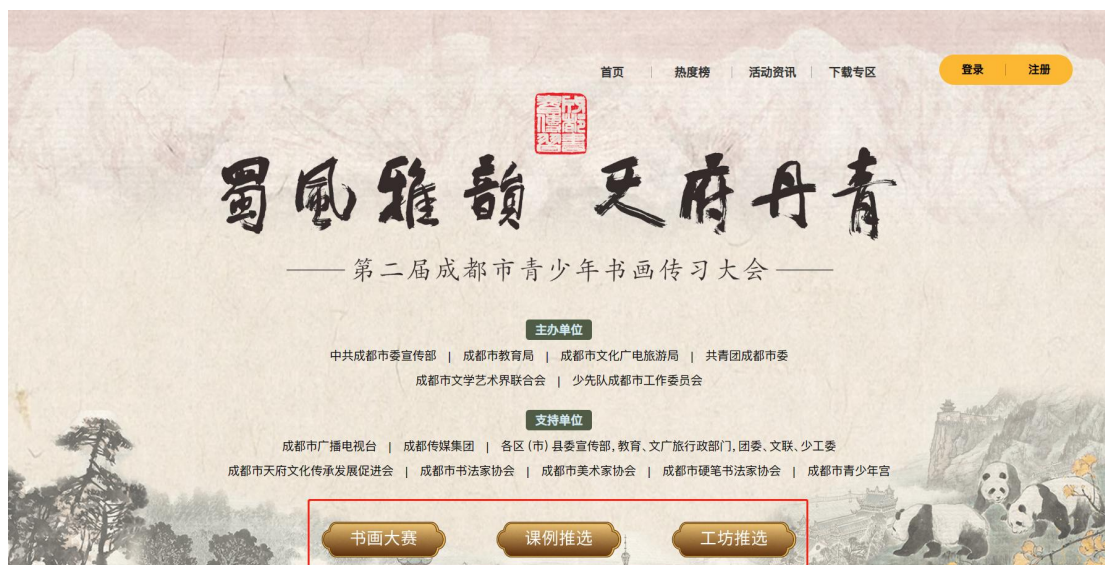 首页 | 热度榜 | 活动资讯 | 下载专区
登录 | 注册
蜀風雅韻 天府丹青
第二届成都市青少年书画传习大会
主办单位
中共成都市委宣传部 | 成都市教育局 | 成都市文化广电旅游局 | 共青团成都市委
成都市文学艺术界联合会 | 少先队成都市工作委员会
支持单位
成都市广播电视台 | 成都传媒集团 | 各区(市)县委宣传部,教育、文广旅行政部门,团委、文联、少工委
成都市天府文化传承发展促进会 | 成都市书法家协会 | 成都市美术家协会 | 成都市硬笔书法家协会 | 成都市青少年宫
书画大赛 课例推选 工坊推选